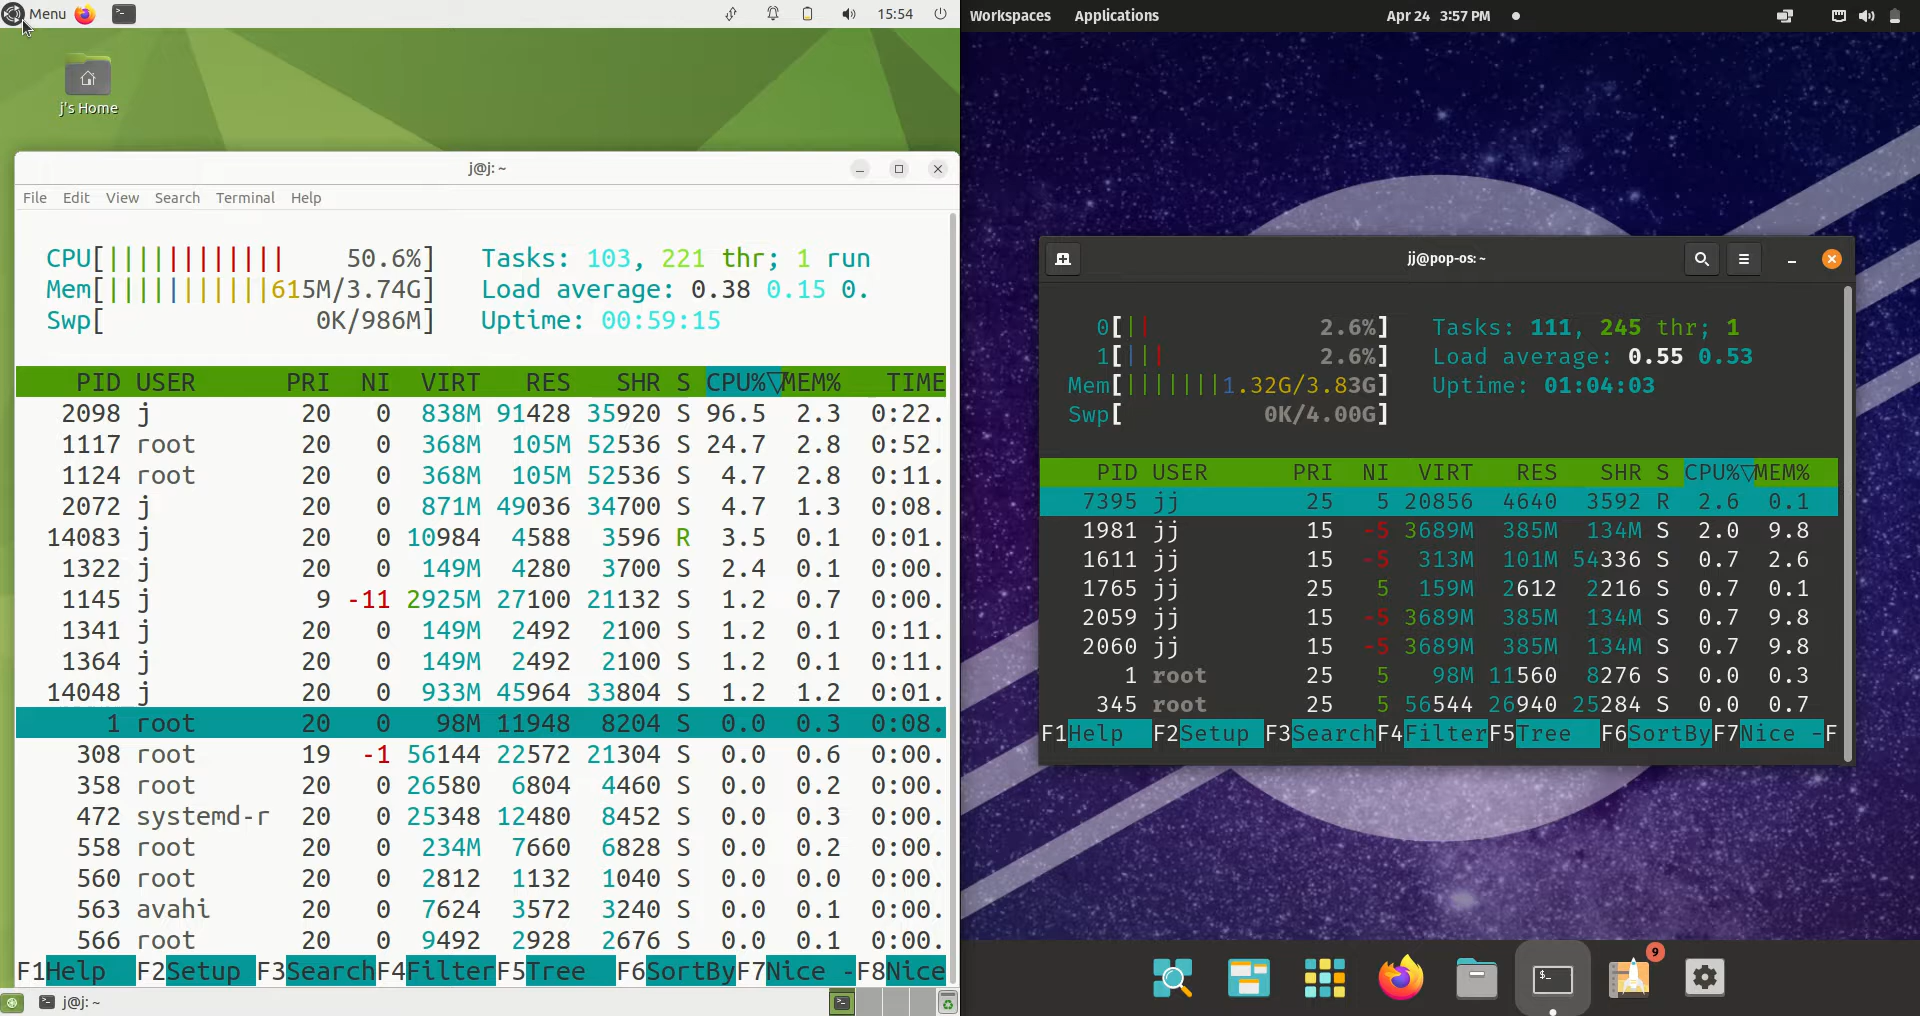 Menu
15:54
j's Home
j@j: ~
File Edit View Search Terminal Help
CPU[||||||||||||    50.6%] Tasks: 103, 221 thr; 1 run
Mem[|||||||||||615M/3.74G] Load average: 0.38 0.15 0.
Swp[    0K/986M] Uptime: 00:59:15
PID USER PRI NI VIRT RES SHR S CPU%▽MEM% TIME
2098 j 20 0 838M 91428 35920 S 96.5 2.3 0:22.
1117 root 20 0 368M 105M 52536 S 24.7 2.8 0:52.
1124 root 20 0 368M 105M 52536 S 4.7 2.8 0:11.
2072 j 20 0 871M 49036 34700 S 4.7 1.3 0:08.
14083 j 20 0 10984 4588 3596 R 3.5 0.1 0:01.
1322 j 20 0 149M 4280 3700 S 2.4 0.1 0:00.
1145 j 9 -11 2925M 27100 21132 S 1.2 0.7 0:00.
1341 j 20 0 149M 2492 2100 S 1.2 0.1 0:11.
1364 j 20 0 149M 2492 2100 S 1.2 0.1 0:11.
14048 j 20 0 933M 45964 33804 S 1.2 1.2 0:01.
1 root 20 0 98M 11948 8204 S 0.0 0.3 0:08.
308 root 19 -1 56144 22572 21304 S 0.0 0.6 0:00.
358 root 20 0 26580 6804 4460 S 0.0 0.2 0:00.
472 systemd-r 20 0 25348 12480 8452 S 0.0 0.3 0:00.
558 root 20 0 234M 7660 6828 S 0.0 0.2 0:00.
560 root 20 0 2812 1132 1040 S 0.0 0.0 0:00.
563 avahi 20 0 7624 3572 3240 S 0.0 0.1 0:00.
566 root 20 0 9492 2928 2676 S 0.0 0.1 0:00.
F1Help F2Setup F3SearchF4FilterF5Tree F6SortByF7Nice -F8Nice
j@j: ~
Workspaces Applications Apr 24 3:57 PM
jj@pop-os: ~
0[||    2.6%] Tasks: 111, 245 thr; 1
1[|||    2.6%] Load average: 0.55 0.53
Mem[|||||||1.32G/3.83G] Uptime: 01:04:03
Swp[    0K/4.00G]
PID USER PRI NI VIRT RES SHR S CPU%▽MEM%
7395 jj 25 5 20856 4640 3592 R 2.6 0.1
1981 jj 15 -5 3689M 385M 134M S 2.0 9.8
1611 jj 15 -5 313M 101M 54336 S 0.7 2.6
1765 jj 25 5 159M 2612 2216 S 0.7 0.1
2059 jj 15 -5 3689M 385M 134M S 0.7 9.8
2060 jj 15 -5 3689M 385M 134M S 0.7 9.8
1 root 25 5 98M 11560 8276 S 0.0 0.3
345 root 25 5 56544 26940 25284 S 0.0 0.7
F1Help F2Setup F3SearchF4FilterF5Tree F6SortByF7Nice -F
$_
9